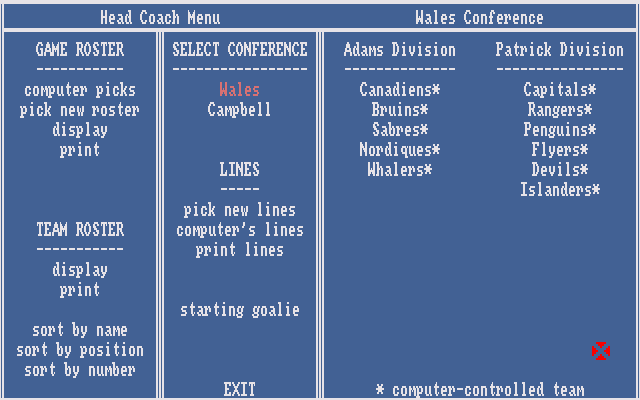 Head Coach Menu
Wales Conference
GAME ROSTER
-----------
computer picks
pick new roster
display
print
TEAM ROSTER
-----------
display
print
sort by name
sort by position
sort by number
SELECT CONFERENCE
-----------------
Wales
Campbell
LINES
-----
pick new lines
computer's lines
print lines
starting goalie
EXIT
Adams Division
--------------
Canadiens*
Bruins*
Sabres*
Nordiques*
Whalers*
Patrick Division
----------------
Capitals*
Rangers*
Penguins*
Flyers*
Devils*
Islanders*
* computer-controlled team